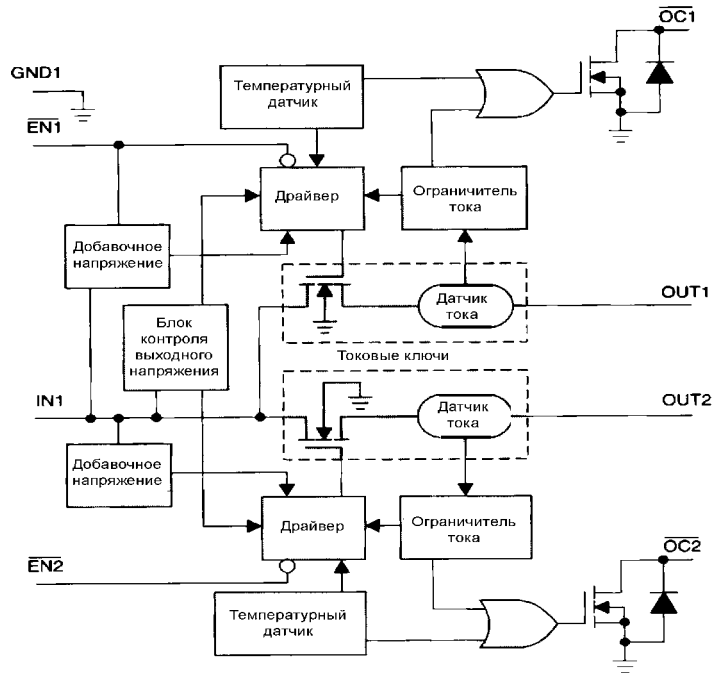 OC1
GND1
Температурный
датчик
EN1
Драйвер
Ограничитель
тока
Добавочное
напряжение
Датчик
тока
OUT1
Блок
контроля
выходного
напряжения
Токовые ключи
IN1
Датчик
тока
OUT2
Добавочное
напряжение
Драйвер
Ограничитель
тока
EN2
OC2
Температурный
датчик